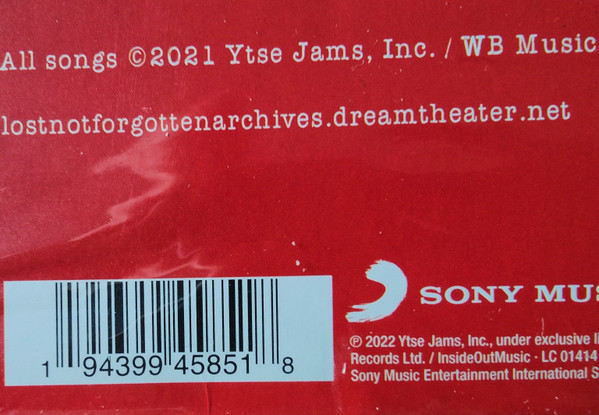 All songs ©2021 Ytse Jams, Inc. / WB Music
lostnotforgottenarchives.dreamtheater.net
SONY MUS
℗ 2022 Ytse Jams, Inc., under exclusive li
Records Ltd. / InsideOutMusic · LC 01414
Sony Music Entertainment International S
1 94399 45851 8